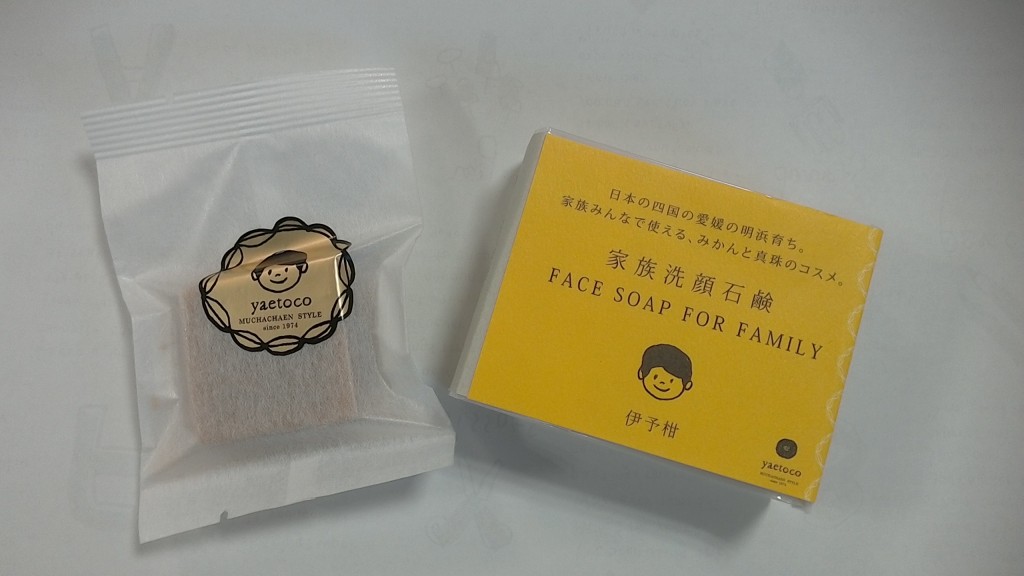 yaetoco
MUCHACHAEN STYLE
since 1974
日本の四国の愛媛の明浜育ち。
家族みんなで使える、みかんと真珠のコスメ。
家族洗顔石鹸
FACE SOAP FOR FAMILY
伊予柑
yaetoco
MUCHACHAEN STYLE